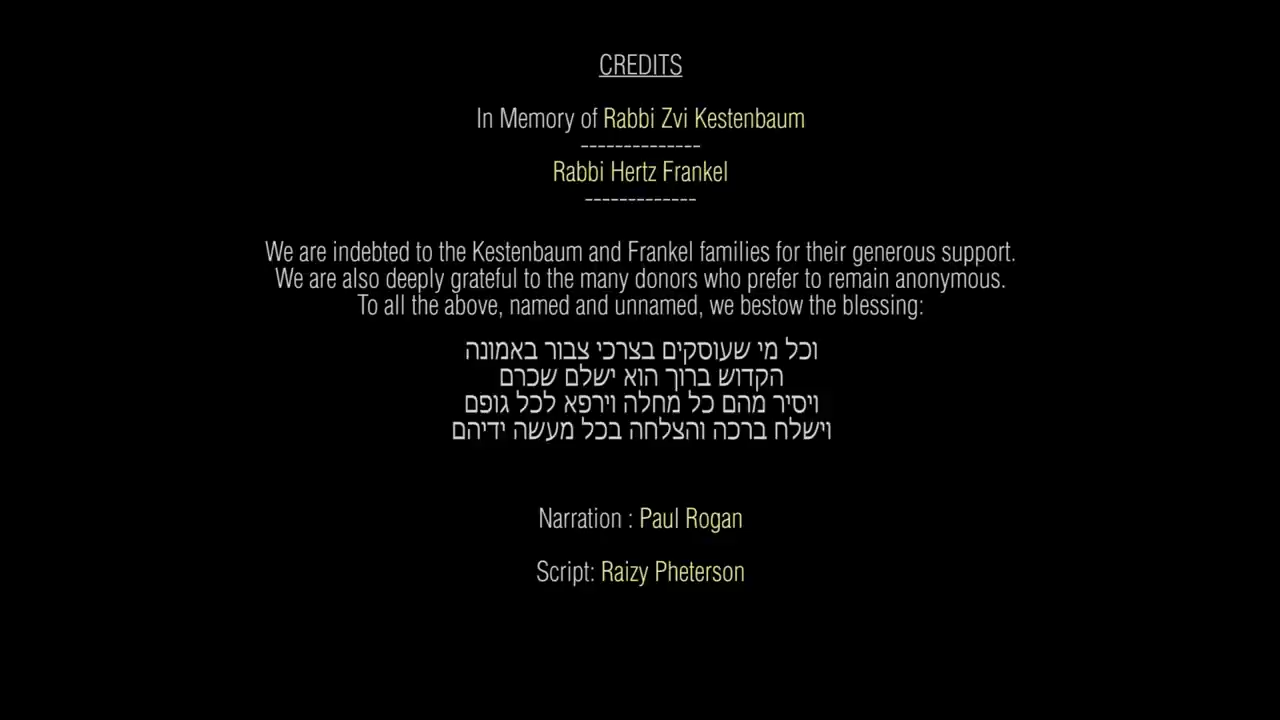 CREDITS
In Memory of Rabbi Zvi Kestenbaum
--------------
Rabbi Hertz Frankel
-------------
We are indebted to the Kestenbaum and Frankel families for their generous support.
We are also deeply grateful to the many donors who prefer to remain anonymous.
To all the above, named and unnamed, we bestow the blessing:
וכל מי שעוסקים בצרכי צבור באמונה
הקדוש ברוך הוא ישלם שכרם
ויסיר מהם כל מחלה וירפא לכל גופם
וישלח ברכה והצלחה בכל מעשה ידיהם
Narration : Paul Rogan
Script: Raizy Pheterson